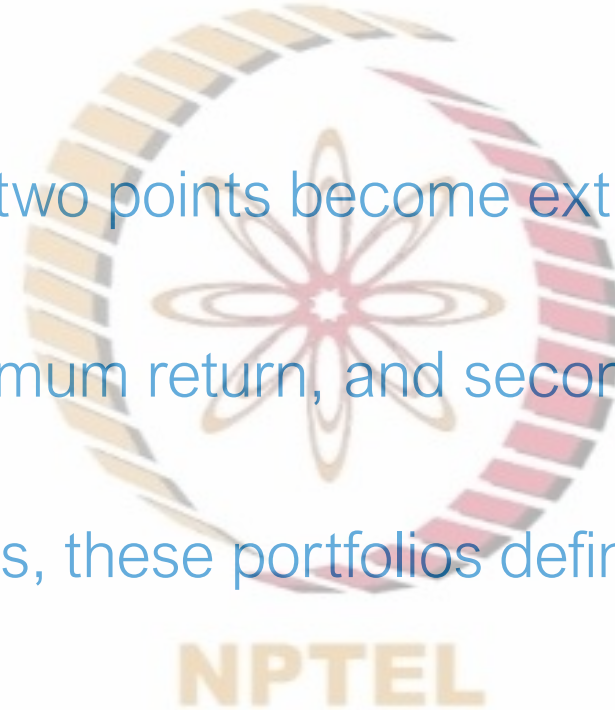 two points become ext
mum return, and secon
s, these portfolios defin
NPTEL